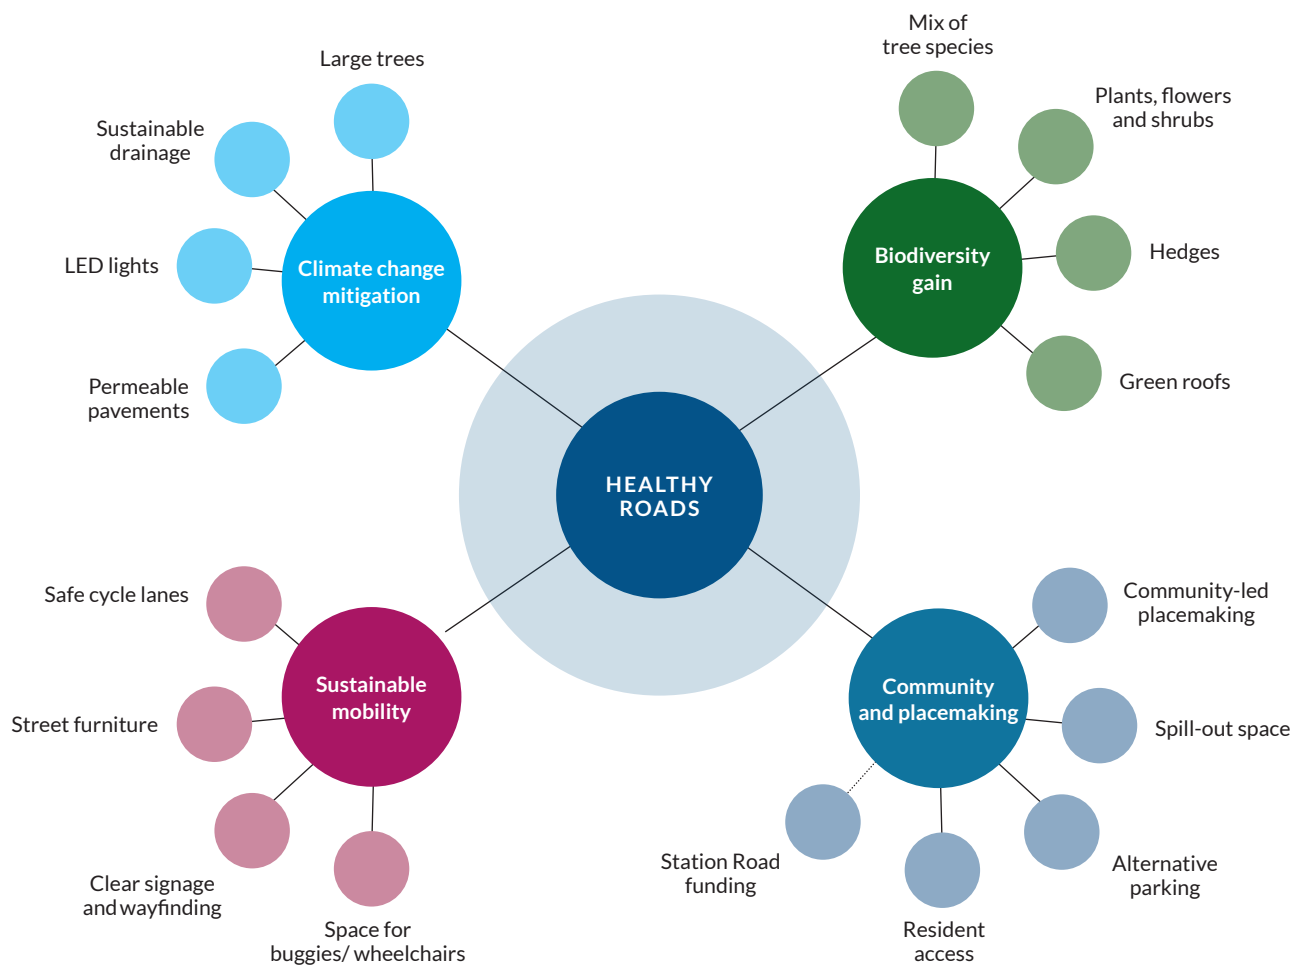 Large trees
Sustainable
drainage
LED lights
Permeable
pavements
Climate change
mitigation
Mix of
tree species
Plants, flowers
and shrubs
Hedges
Green roofs
Biodiversity
gain
HEALTHY
ROADS
Safe cycle lanes
Street furniture
Clear signage
and wayfinding
Space for
buggies/ wheelchairs
Sustainable
mobility
Community-led
placemaking
Spill-out space
Alternative
parking
Resident
access
Station Road
funding
Community
and placemaking